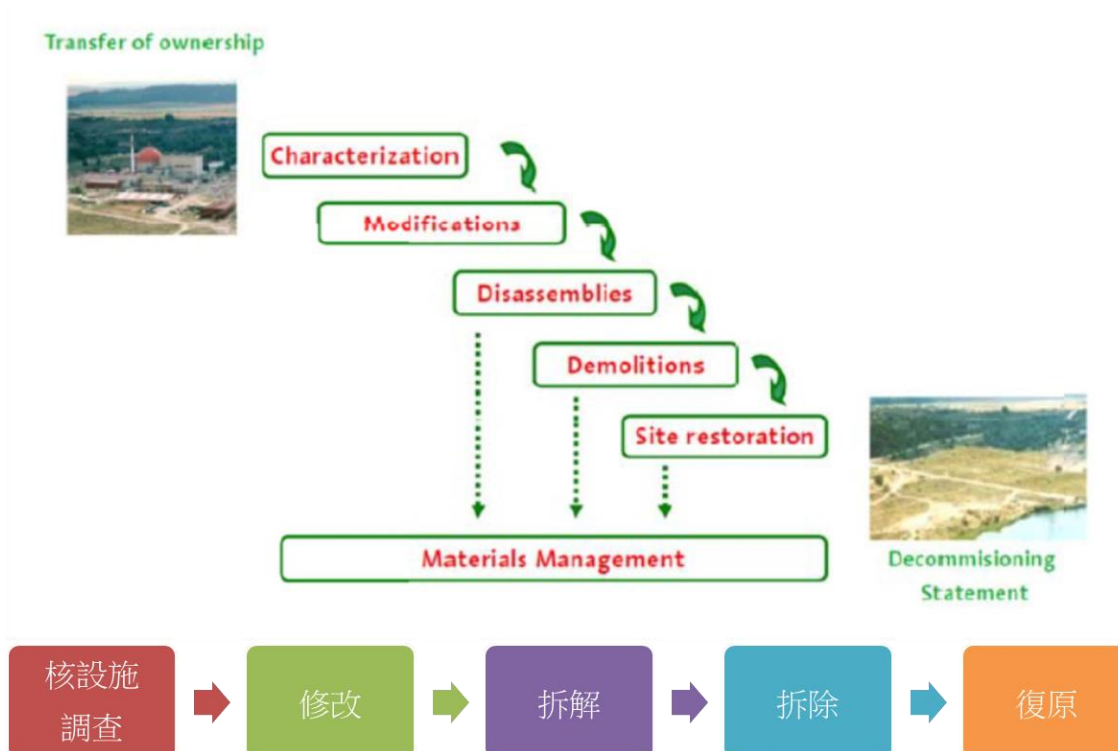 Transfer of ownership
Characterization
Modifications
Disassemblies
Demolitions
Site restoration
Materials Management
Decommisioning
Statement
核設施
調查
修改
拆解
拆除
復原